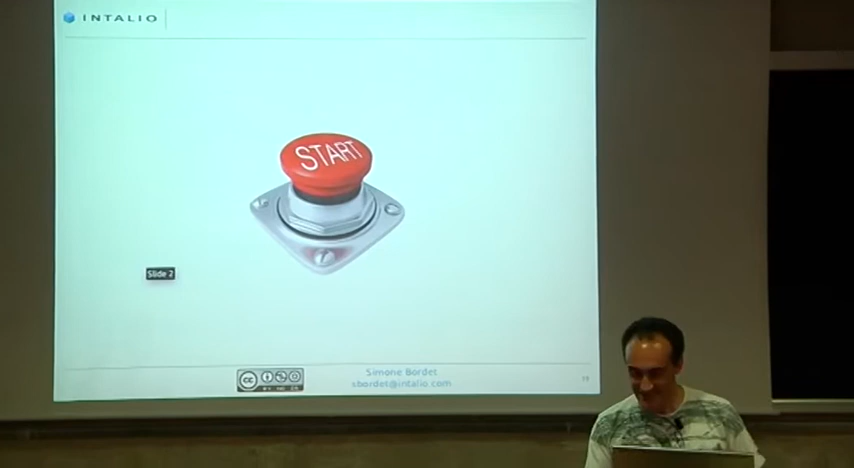 INTALIO
START
Slide 2
Simone Bordet
sbordet@intalio.com